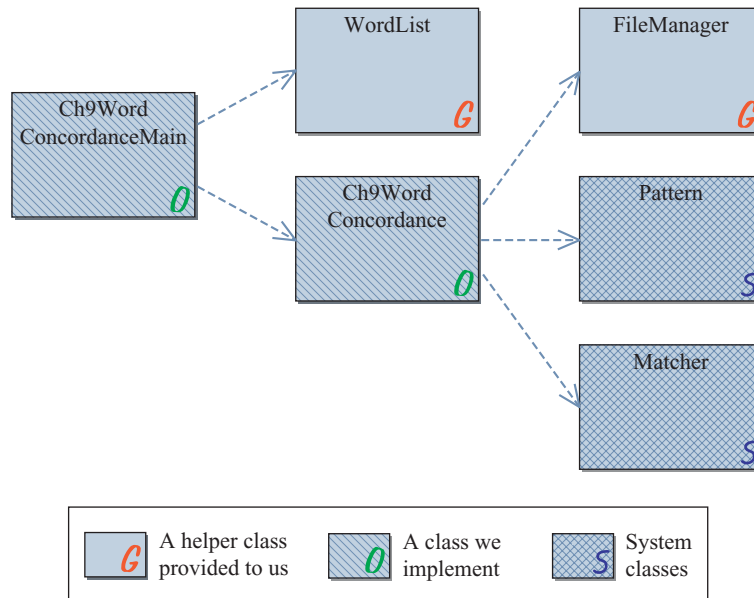 WordList
G
FileManager
G
Ch9Word
ConcordanceMain
O
Ch9Word
Concordance
O
Pattern
S
Matcher
S
G
A helper class
provided to us
O
A class we
implement
S
System
classes